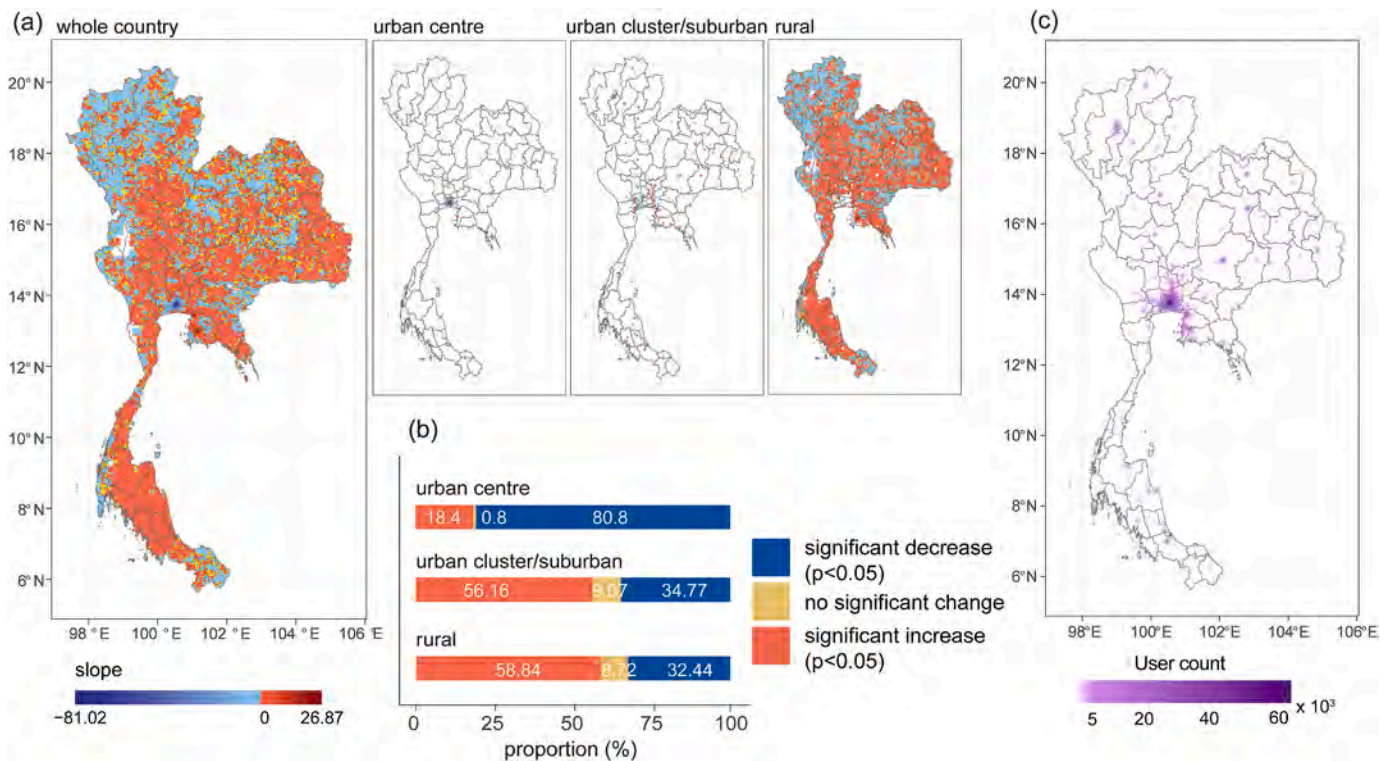 (a) whole country
urban centre
urban cluster/suburban
rural
20°N
18°N
16°N
14°N
12°N
10°N
8°N
6°N
98°E 100°E 102°E 104°E 106°E
slope
−81.02 0 26.87
(b)
urban centre
18.4 0.8 80.8
urban cluster/suburban
56.16 9.07 34.77
rural
58.84 8.72 32.44
0 25 50 75 100
proportion (%)
significant decrease
(p<0.05)
no significant change
significant increase
(p<0.05)
(c)
20°N
18°N
16°N
14°N
12°N
10°N
8°N
6°N
98°E 100°E 102°E 104°E 106°E
User count
5 20 40 60 x 10³